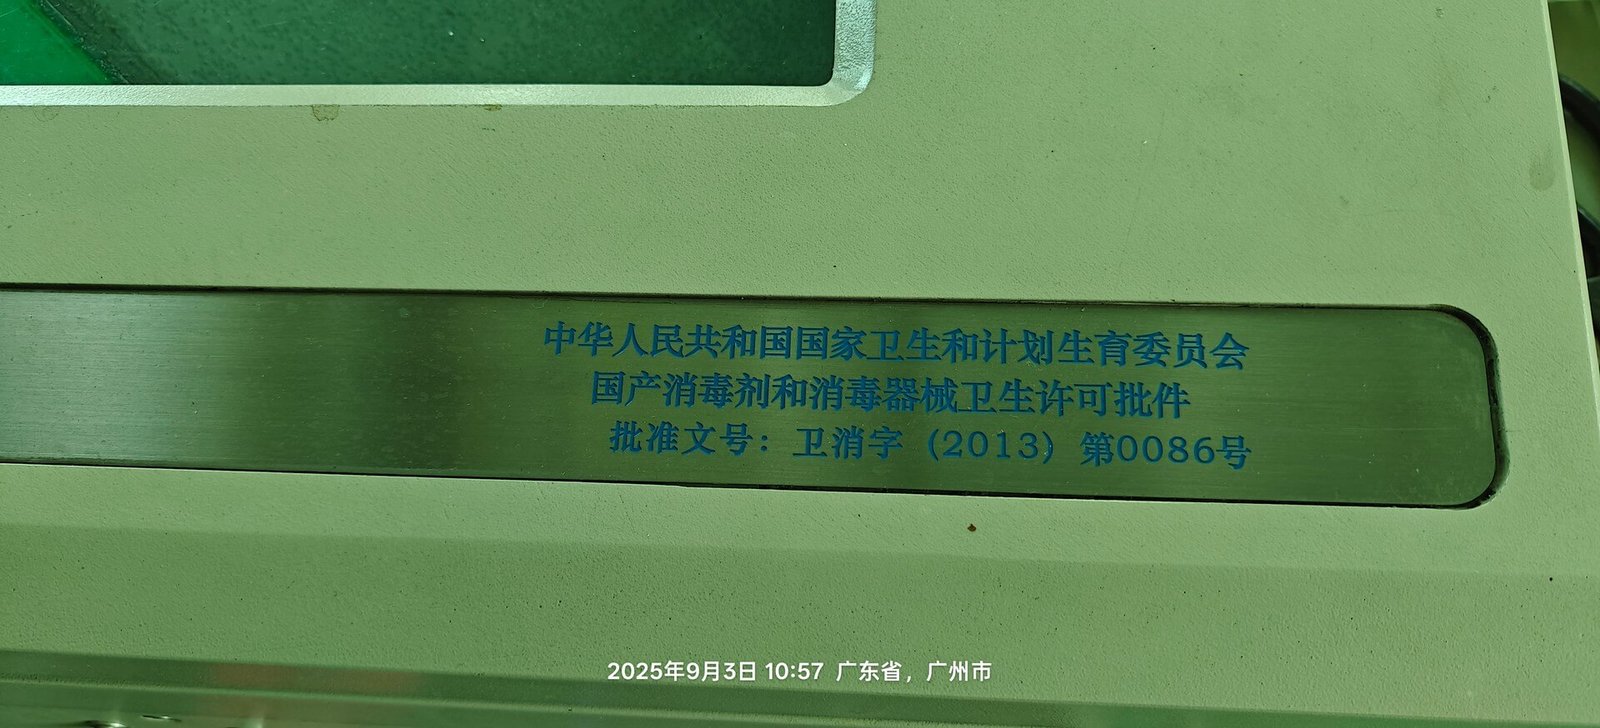 中华人民共和国国家卫生和计划生育委员会
国产消毒剂和消毒器械卫生许可批件
批准文号：卫消字（2013）第0086号
2025年9月3日 10:57 广东省，广州市